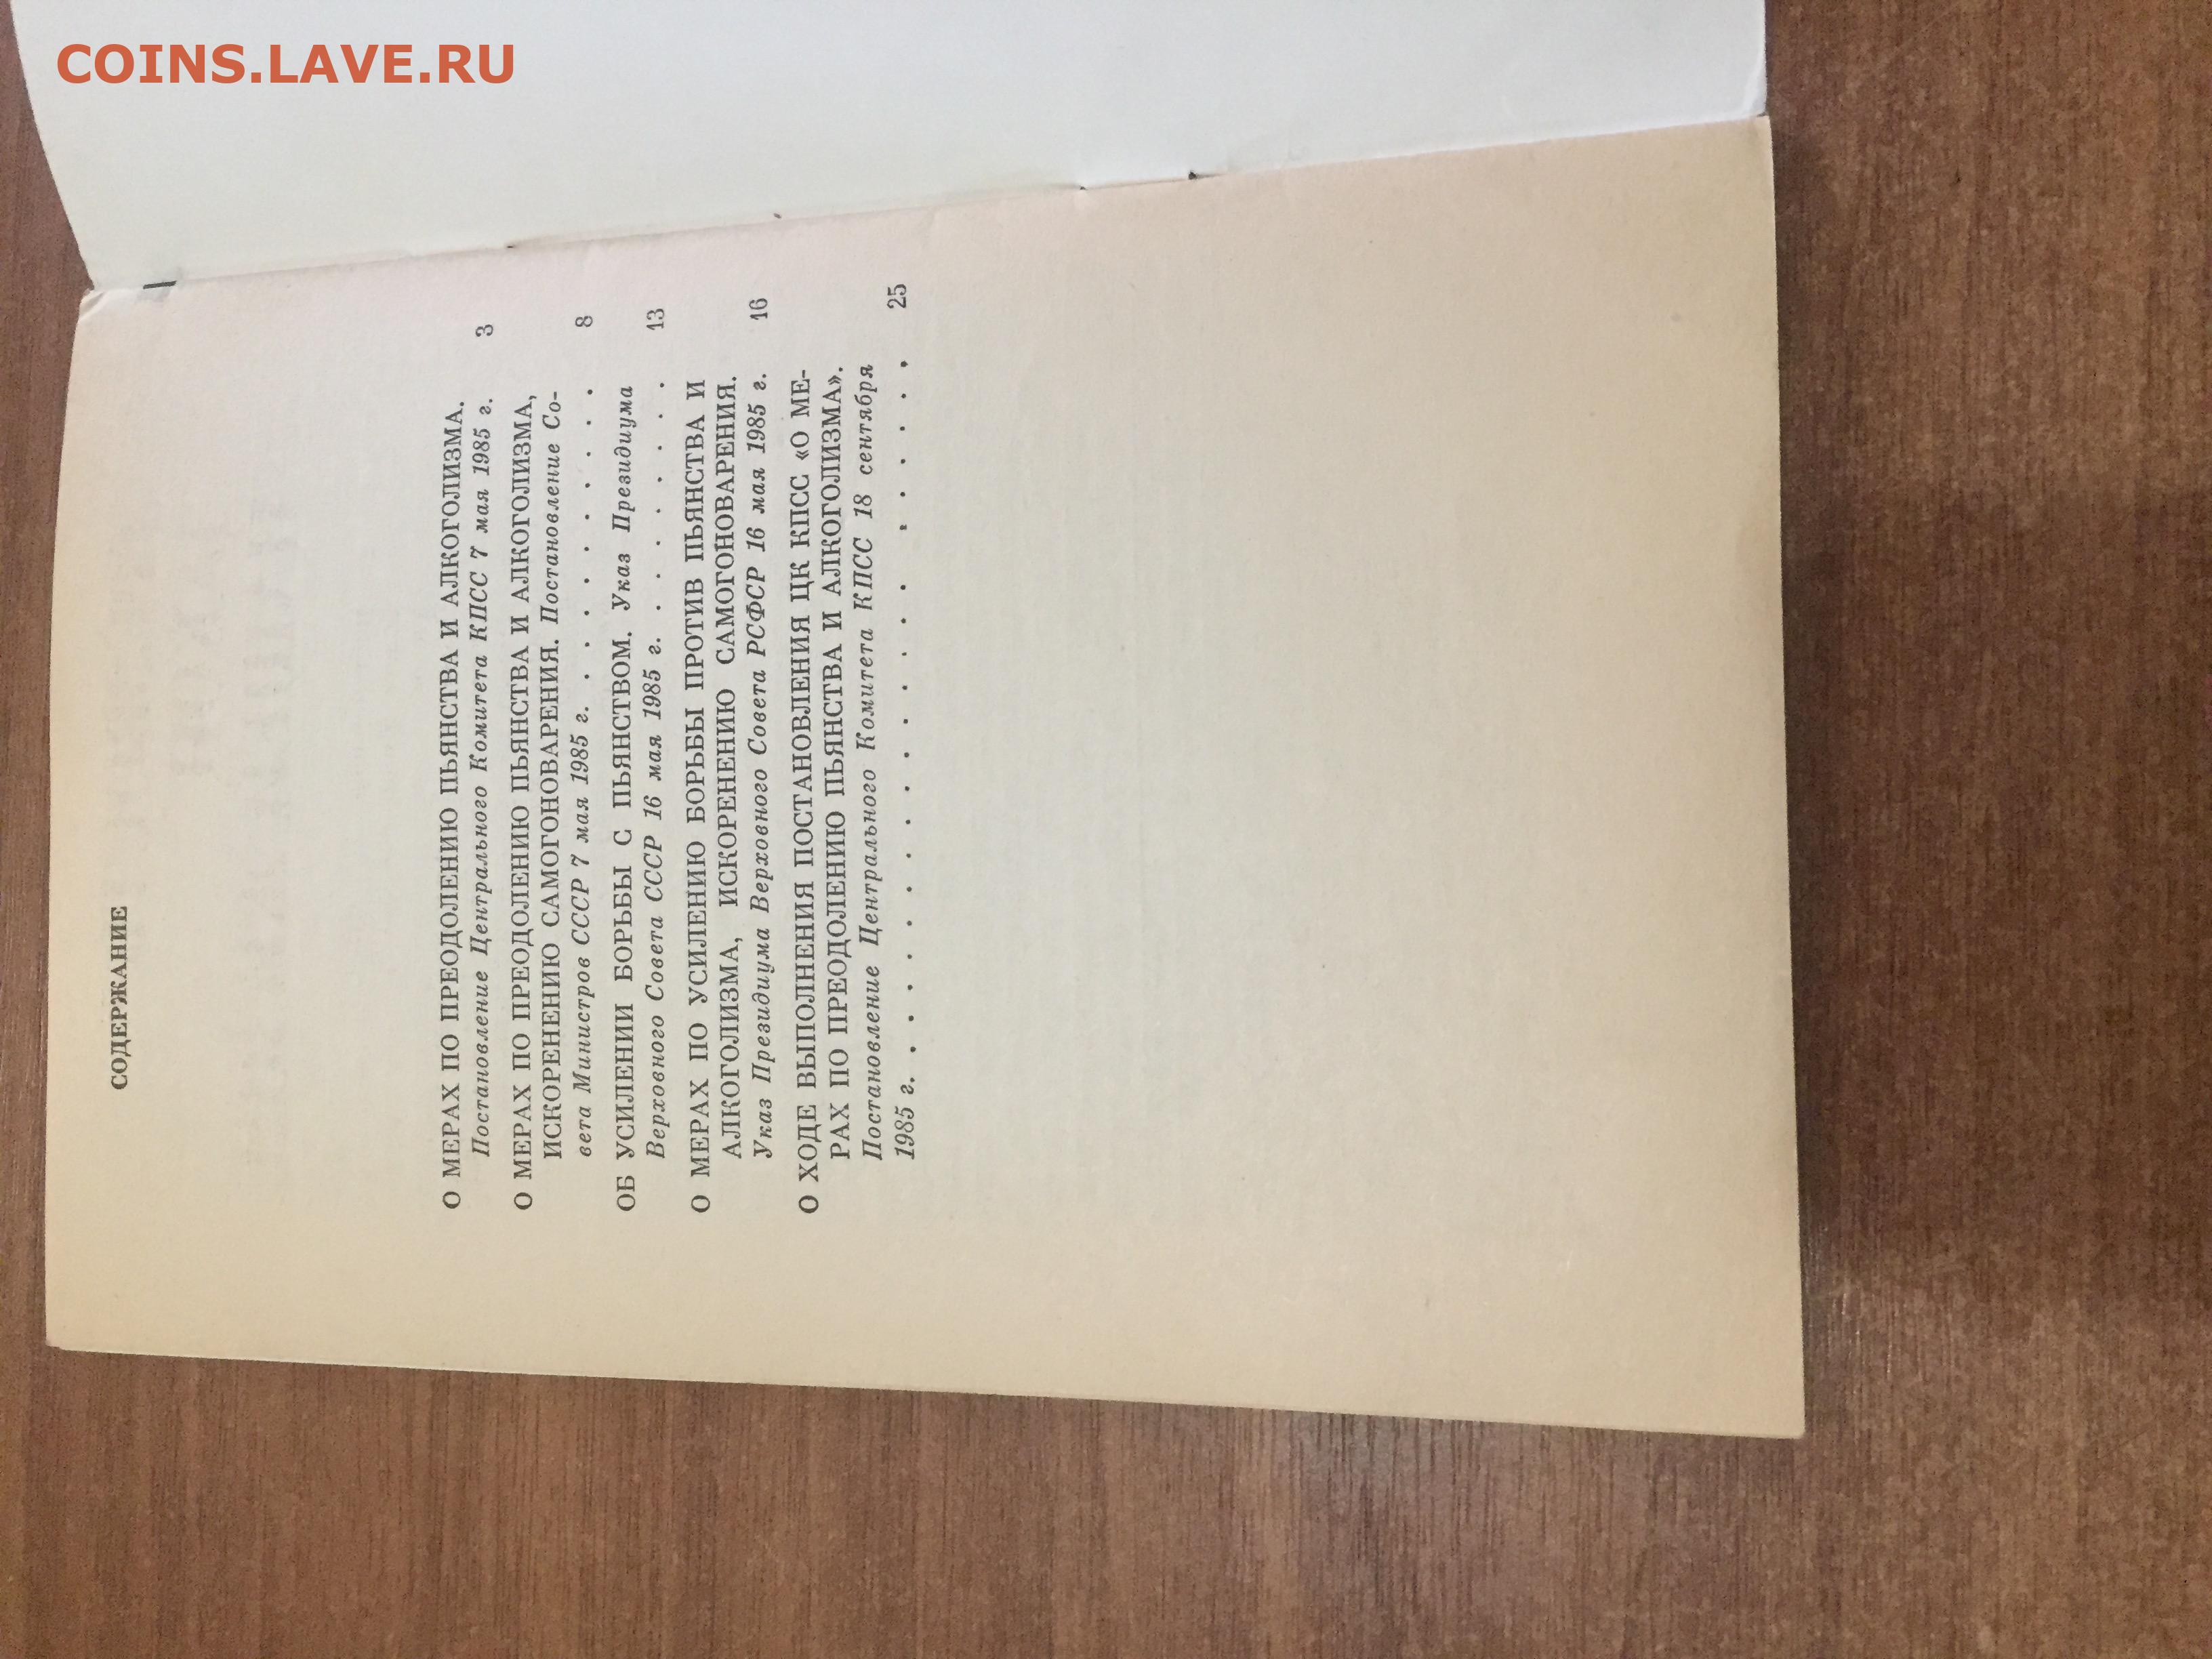 COINS.LAVE.RU
СОДЕРЖАНИЕ
О МЕРАХ ПО ПРЕОДОЛЕНИЮ ПЬЯНСТВА И АЛКОГОЛИЗМА.
Постановление Центрального Комитета КПСС 7 мая 1985 г. 3
О МЕРАХ ПО ПРЕОДОЛЕНИЮ ПЬЯНСТВА И АЛКОГОЛИЗМА,
ИСКОРЕНЕНИЮ САМОГОНОВАРЕНИЯ. Постановление Со-
вета Министров СССР 7 мая 1985 г. . . . . . . . . . 8
ОБ УСИЛЕНИИ БОРЬБЫ С ПЬЯНСТВОМ. Указ Президиума
Верховного Совета СССР 16 мая 1985 г. . . . . . . . 13
О МЕРАХ ПО УСИЛЕНИЮ БОРЬБЫ ПРОТИВ ПЬЯНСТВА И
АЛКОГОЛИЗМА, ИСКОРЕНЕНИЮ САМОГОНОВАРЕНИЯ.
Указ Президиума Верховного Совета РСФСР 16 мая 1985 г. 16
О ХОДЕ ВЫПОЛНЕНИЯ ПОСТАНОВЛЕНИЯ ЦК КПСС «О МЕ-
РАХ ПО ПРЕОДОЛЕНИЮ ПЬЯНСТВА И АЛКОГОЛИЗМА».
Постановление Центрального Комитета КПСС 18 сентября
1985 г. . . . . . . . . . . . . . . . . . . . . . 25